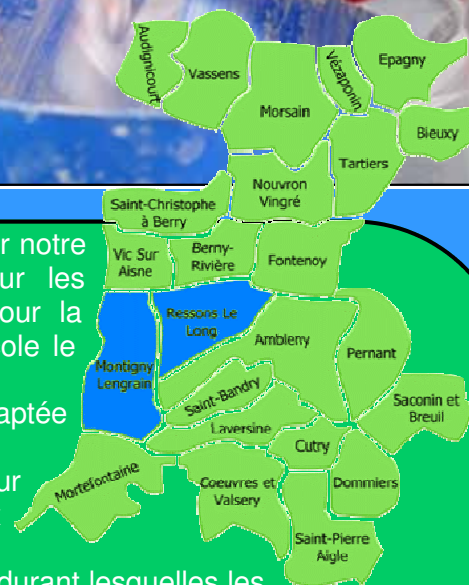 Audignicourt
Vassens
Morsain
Vézaponin
Epagny
Bieuxy
Tartiers
Nouvron
Vingré
Saint-Christophe
à Berry
Vic Sur
Aisne
Berny-
Rivière
Fontenoy
Ressons Le
Long
Montigny
Lengrain
Ambleny
Pernant
Saint-Bandry
Laversine
Saconin et
Breuil
Cutry
Mortefontaine
Coeuvres et
Valsery
Dommiers
Saint-Pierre
Aigle
r notre
ur les
our la
ole le
aptée
ur
durant lesquelles les